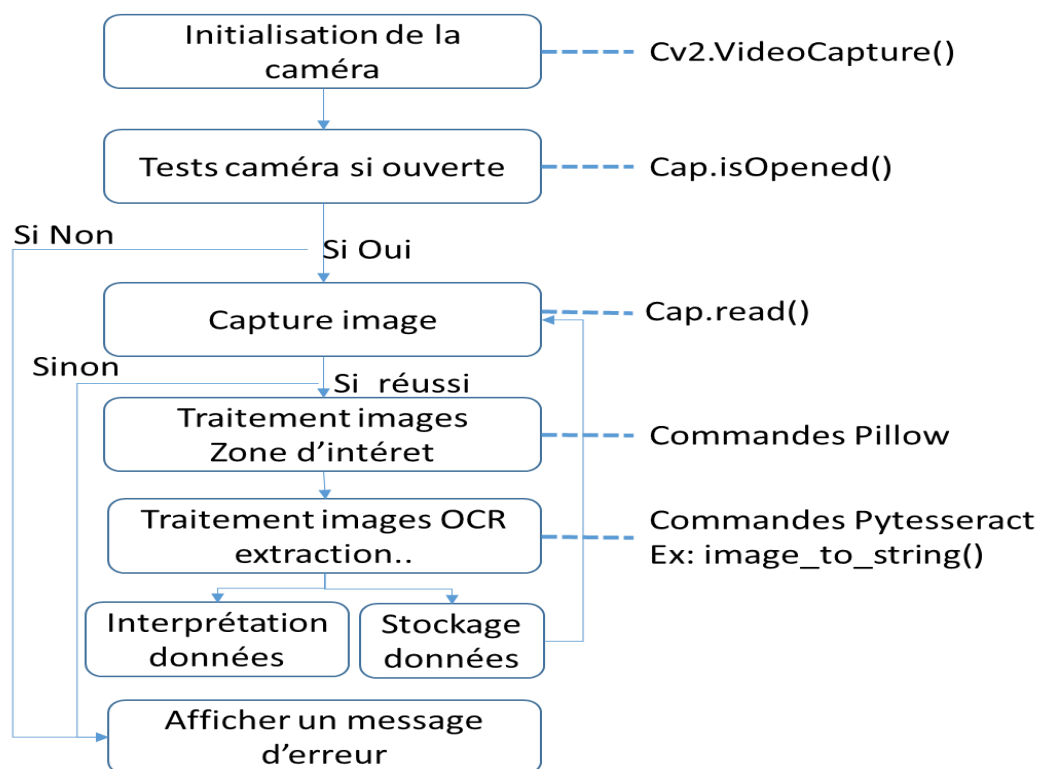 Initialisation de la
caméra
Cv2.VideoCapture()
Tests caméra si ouverte
Cap.isOpened()
Si Non
Si Oui
Capture image
Cap.read()
Sinon
Si réussi
Traitement images
Zone d'intéret
Commandes Pillow
Traitement images OCR
extraction..
Commandes Pytesseract
Ex: image_to_string()
Interprétation
données
Stockage
données
Afficher un message
d'erreur